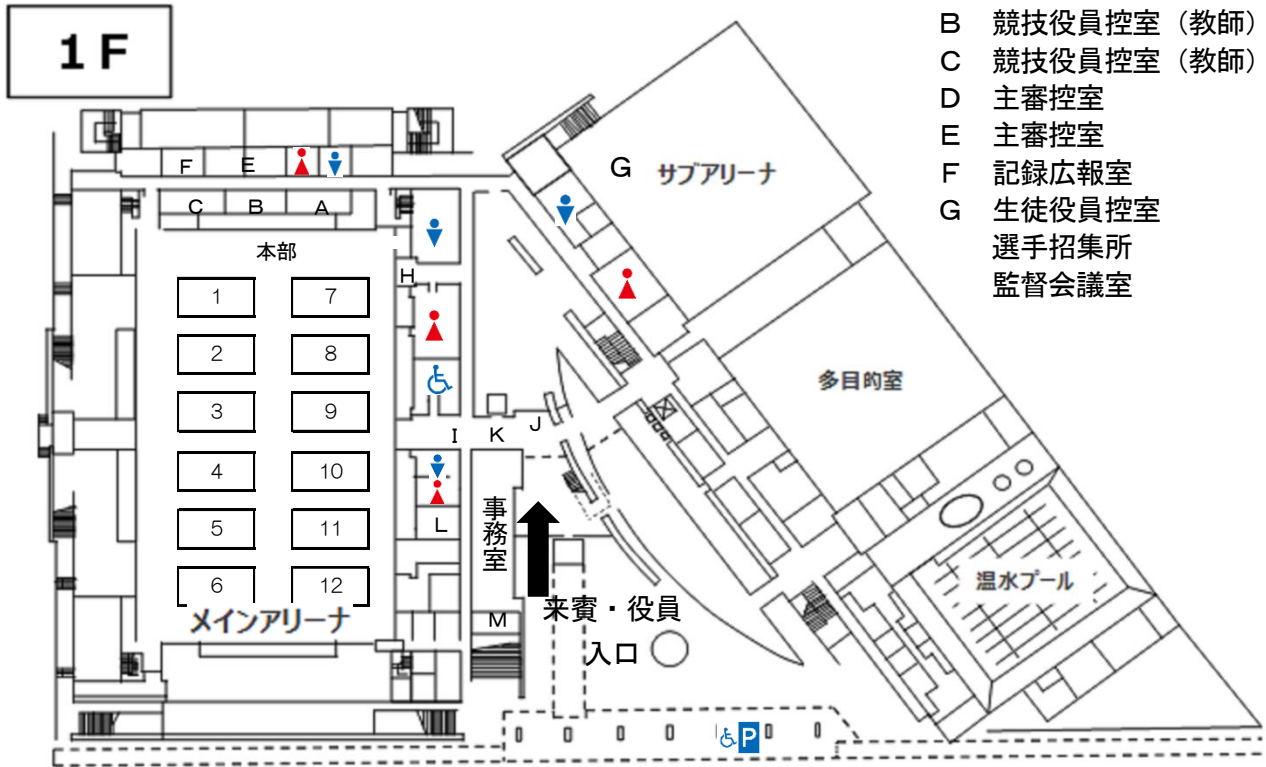 1F
B 競技役員控室（教師）
C 競技役員控室（教師）
D 主審控室
E 主審控室
F 記録広報室
G 生徒役員控室
選手招集所
監督会議室
F E
C B A
本部
G サブアリーナ
H
1 7
2 8
3 9
4 10
5 11
6 12
メインアリーナ
多目的室
I K J
L
事務室
M
来賓・役員
入口
温水プール
P